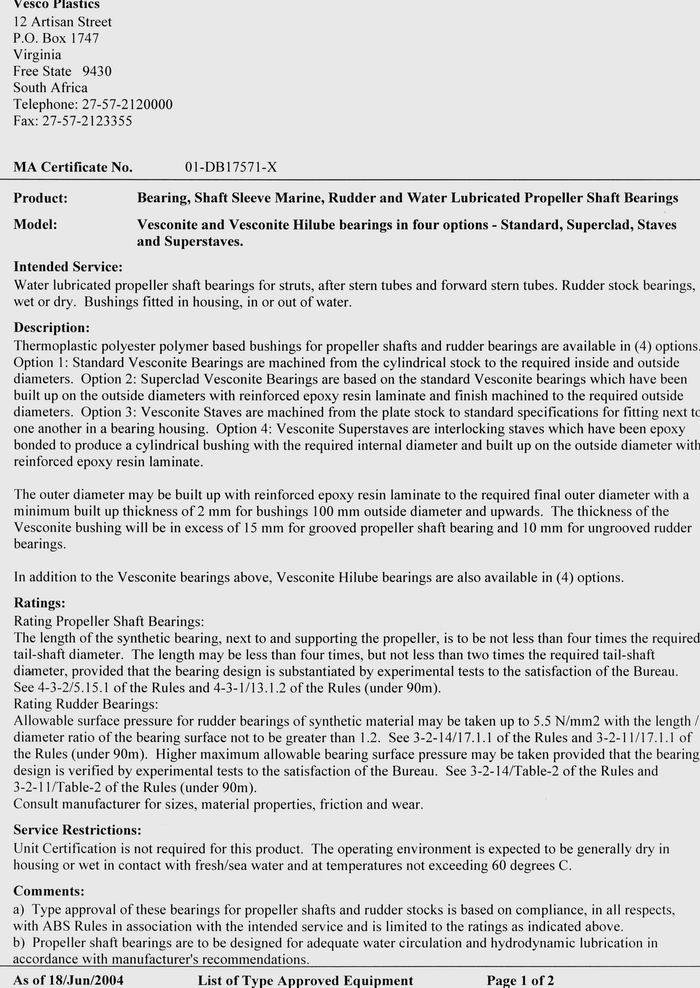 Vesco Plastics
12 Artisan Street
P.O. Box 1747
Virginia
Free State 9430
South Africa
Telephone: 27-57-2120000
Fax: 27-57-2123355
MA Certificate No. 01-DB17571-X
Product: Bearing, Shaft Sleeve Marine, Rudder and Water Lubricated Propeller Shaft Bearings
Model: Vesconite and Vesconite Hilube bearings in four options - Standard, Superclad, Staves
and Superstaves.
Intended Service:
Water lubricated propeller shaft bearings for struts, after stern tubes and forward stern tubes. Rudder stock bearings,
wet or dry. Bushings fitted in housing, in or out of water.
Description:
Thermoplastic polyester polymer based bushings for propeller shafts and rudder bearings are available in (4) options.
Option 1: Standard Vesconite Bearings are machined from the cylindrical stock to the required inside and outside
diameters. Option 2: Superclad Vesconite Bearings are based on the standard Vesconite bearings which have been
built up on the outside diameters with reinforced epoxy resin laminate and finish machined to the required outside
diameters. Option 3: Vesconite Staves are machined from the plate stock to standard specifications for fitting next to
one another in a bearing housing. Option 4: Vesconite Superstaves are interlocking staves which have been epoxy
bonded to produce a cylindrical bushing with the required internal diameter and built up on the outside diameter with
reinforced epoxy resin laminate.
The outer diameter may be built up with reinforced epoxy resin laminate to the required final outer diameter with a
minimum built up thickness of 2 mm for bushings 100 mm outside diameter and upwards. The thickness of the
Vesconite bushing will be in excess of 15 mm for grooved propeller shaft bearing and 10 mm for ungrooved rudder
bearings.
In addition to the Vesconite bearings above, Vesconite Hilube bearings are also available in (4) options.
Ratings:
Rating Propeller Shaft Bearings:
The length of the synthetic bearing, next to and supporting the propeller, is to be not less than four times the required
tail-shaft diameter. The length may be less than four times, but not less than two times the required tail-shaft
diameter, provided that the bearing design is substantiated by experimental tests to the satisfaction of the Bureau.
See 4-3-2/5.15.1 of the Rules and 4-3-1/13.1.2 of the Rules (under 90m).
Rating Rudder Bearings:
Allowable surface pressure for rudder bearings of synthetic material may be taken up to 5.5 N/mm2 with the length /
diameter ratio of the bearing surface not to be greater than 1.2. See 3-2-14/17.1.1 of the Rules and 3-2-11/17.1.1 of
the Rules (under 90m). Higher maximum allowable bearing surface pressure may be taken provided that the bearing
design is verified by experimental tests to the satisfaction of the Bureau. See 3-2-14/Table-2 of the Rules and
3-2-11/Table-2 of the Rules (under 90m).
Consult manufacturer for sizes, material properties, friction and wear.
Service Restrictions:
Unit Certification is not required for this product. The operating environment is expected to be generally dry in
housing or wet in contact with fresh/sea water and at temperatures not exceeding 60 degrees C.
Comments:
a) Type approval of these bearings for propeller shafts and rudder stocks is based on compliance, in all respects,
with ABS Rules in association with the intended service and is limited to the ratings as indicated above.
b) Propeller shaft bearings are to be designed for adequate water circulation and hydrodynamic lubrication in
accordance with manufacturer's recommendations.
As of 18/Jun/2004 List of Type Approved Equipment Page 1 of 2